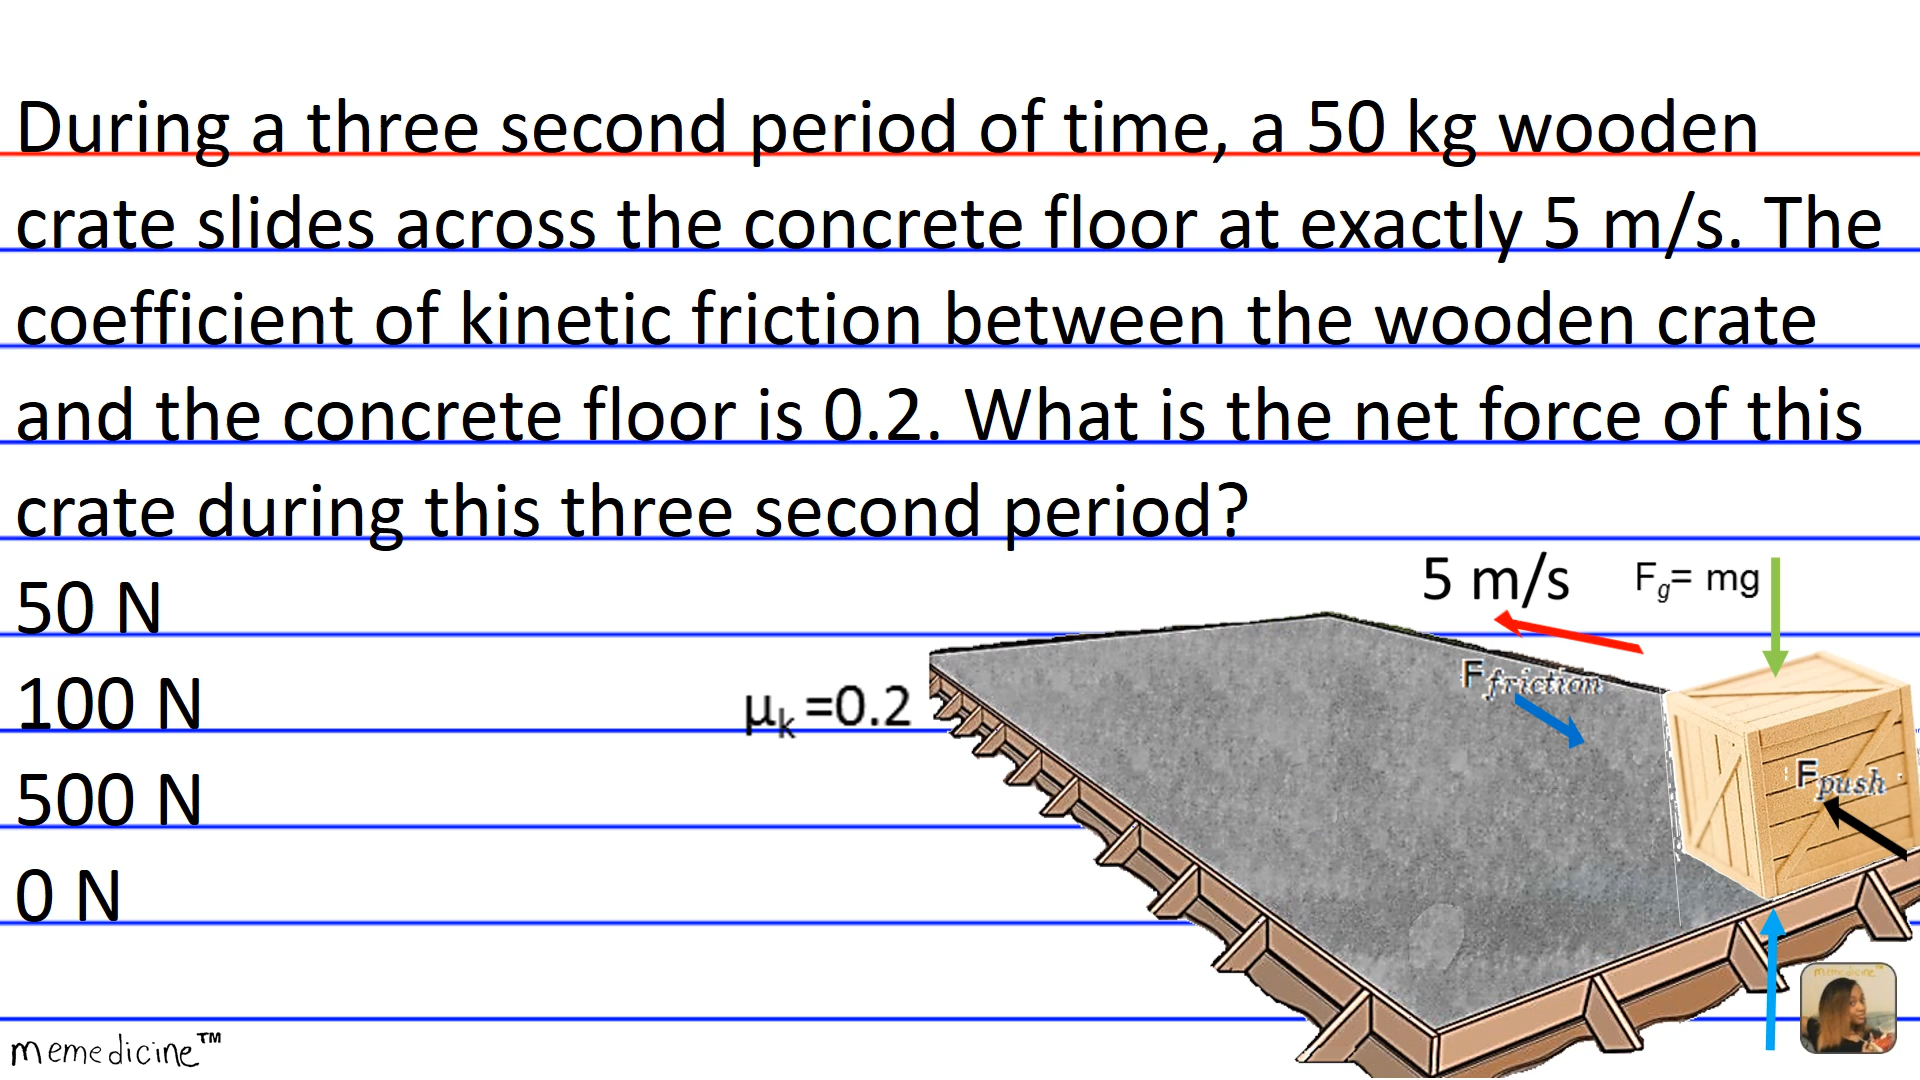 During a three second period of time, a 50 kg wooden
crate slides across the concrete floor at exactly 5 m/s. The
coefficient of kinetic friction between the wooden crate
and the concrete floor is 0.2. What is the net force of this
crate during this three second period?
50 N
100 N
500 N
0 N
5 m/s
Fg= mg
Ffriction
μk =0.2
Fpush
memedicine™
memedicine™